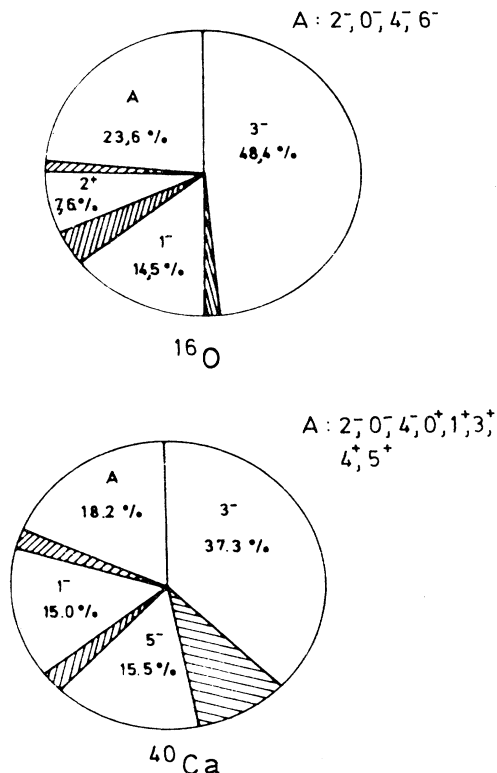 A : 2⁻, 0⁻, 4⁻, 6⁻
A
23,6 %
3⁻
48,4 %
2⁺
7,6 %
1⁻
14,5 %
¹⁶O
A : 2⁻, 0⁻, 4⁻, 0⁺, 1⁺, 3⁺,
4⁺, 5⁺
A
18.2 %
3⁻
37.3 %
1⁻
15.0 %
5⁻
15.5 %
⁴⁰Ca